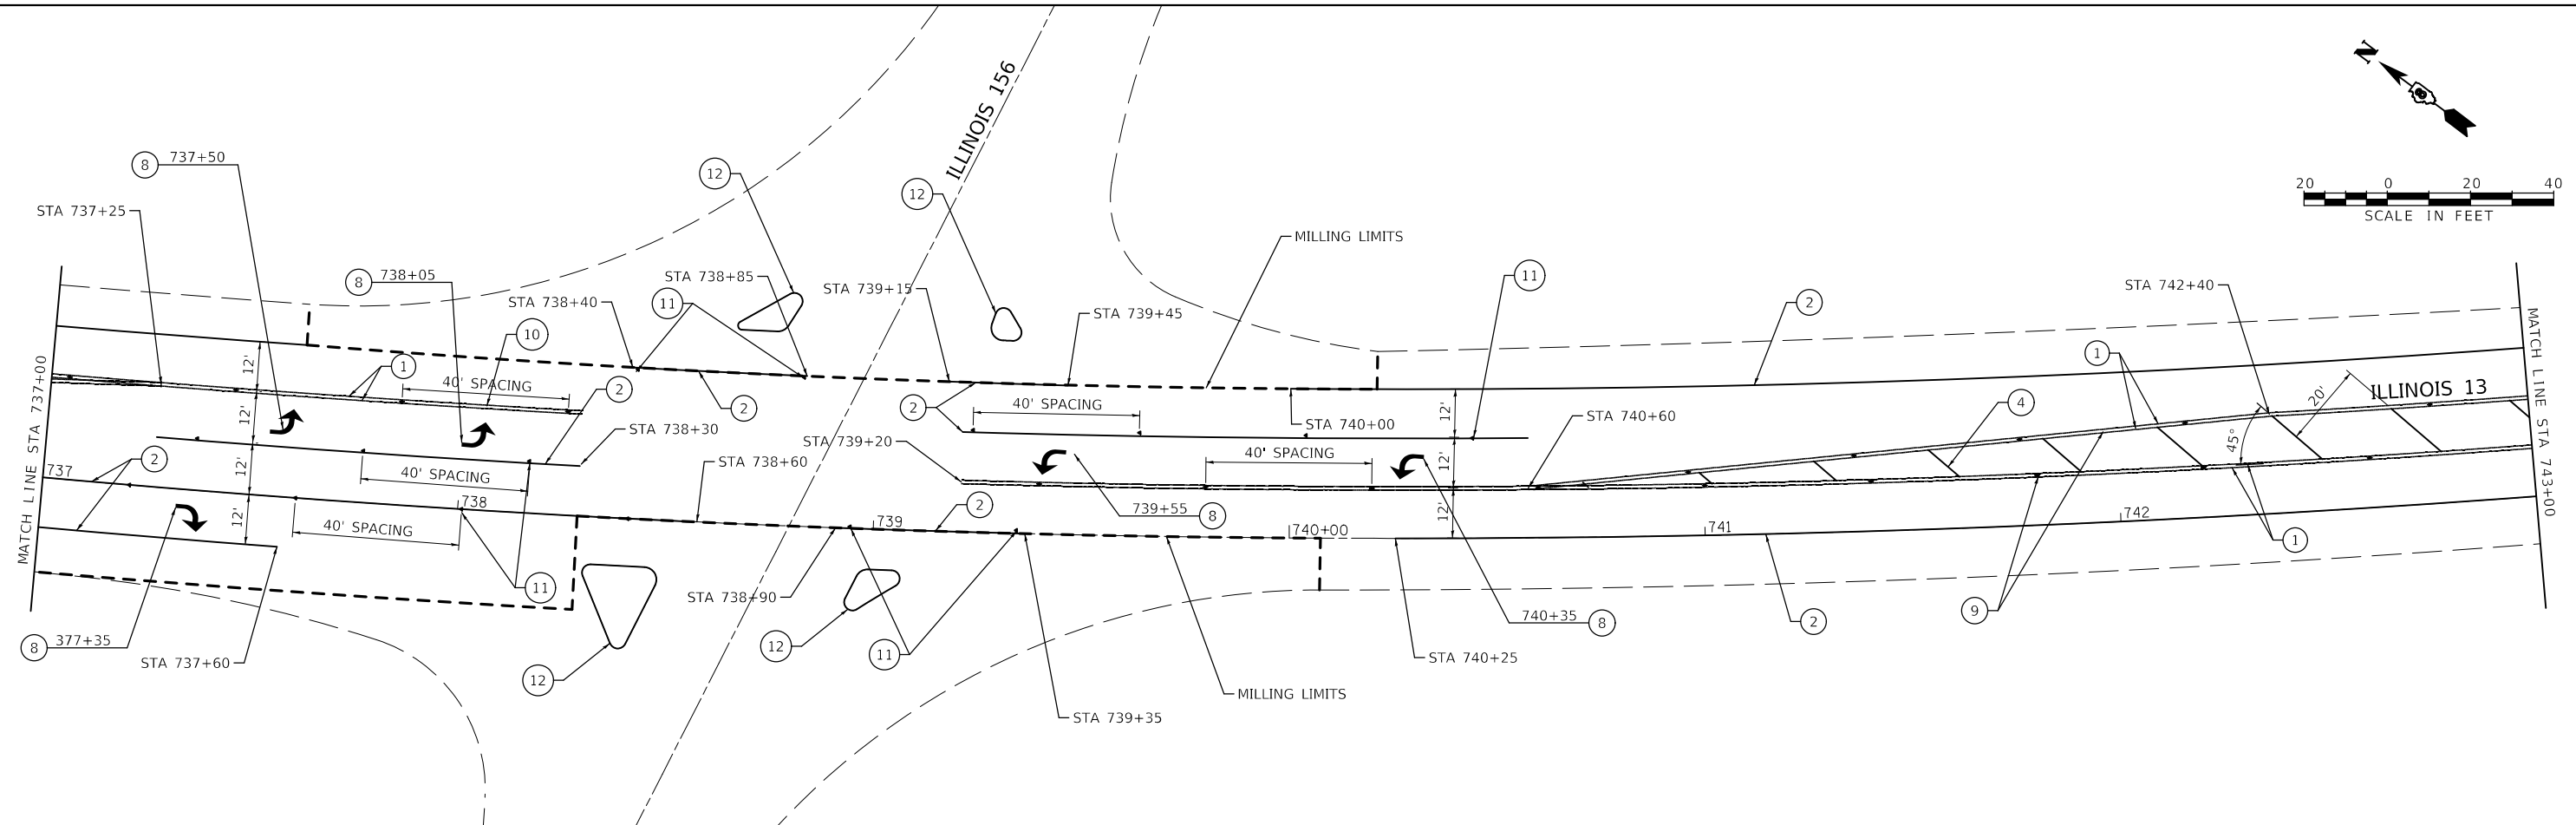 N
20 0 20 40
SCALE IN FEET
ILLINOIS 156
8 737+50
12
12
STA 737+25
MILLING LIMITS
8 738+05
STA 738+85
STA 739+15
11
STA 742+40
STA 738+40
11
2
STA 739+45
10
1
12'
1
40' SPACING
2
2
2
40' SPACING
12'
STA 740+00
STA 740+60
4
20'
ILLINOIS 13
MATCH LINE STA 737+00
MATCH LINE STA 743+00
12'
STA 738+30
STA 739+20
45°
2
737
12'
40' SPACING
STA 738+60
40' SPACING
12'
738
12'
40' SPACING
739
2
739+55 8
12'
740+00
741
742
1
11
STA 738+90
12
11
740+35 8
2
9
8 377+35
STA 737+60
12
STA 740+25
MILLING LIMITS
STA 739+35